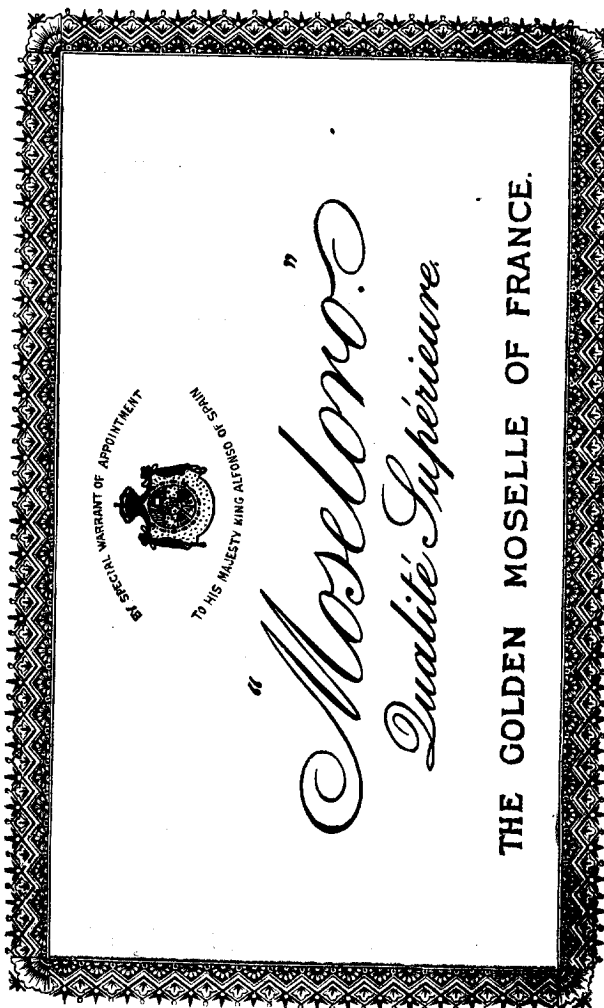 BY SPECIAL WARRANT OF APPOINTMENT
TO HIS MAJESTY KING ALFONSO OF SPAIN
"Moseloro."
Qualité Supérieure.
THE GOLDEN MOSELLE OF FRANCE.